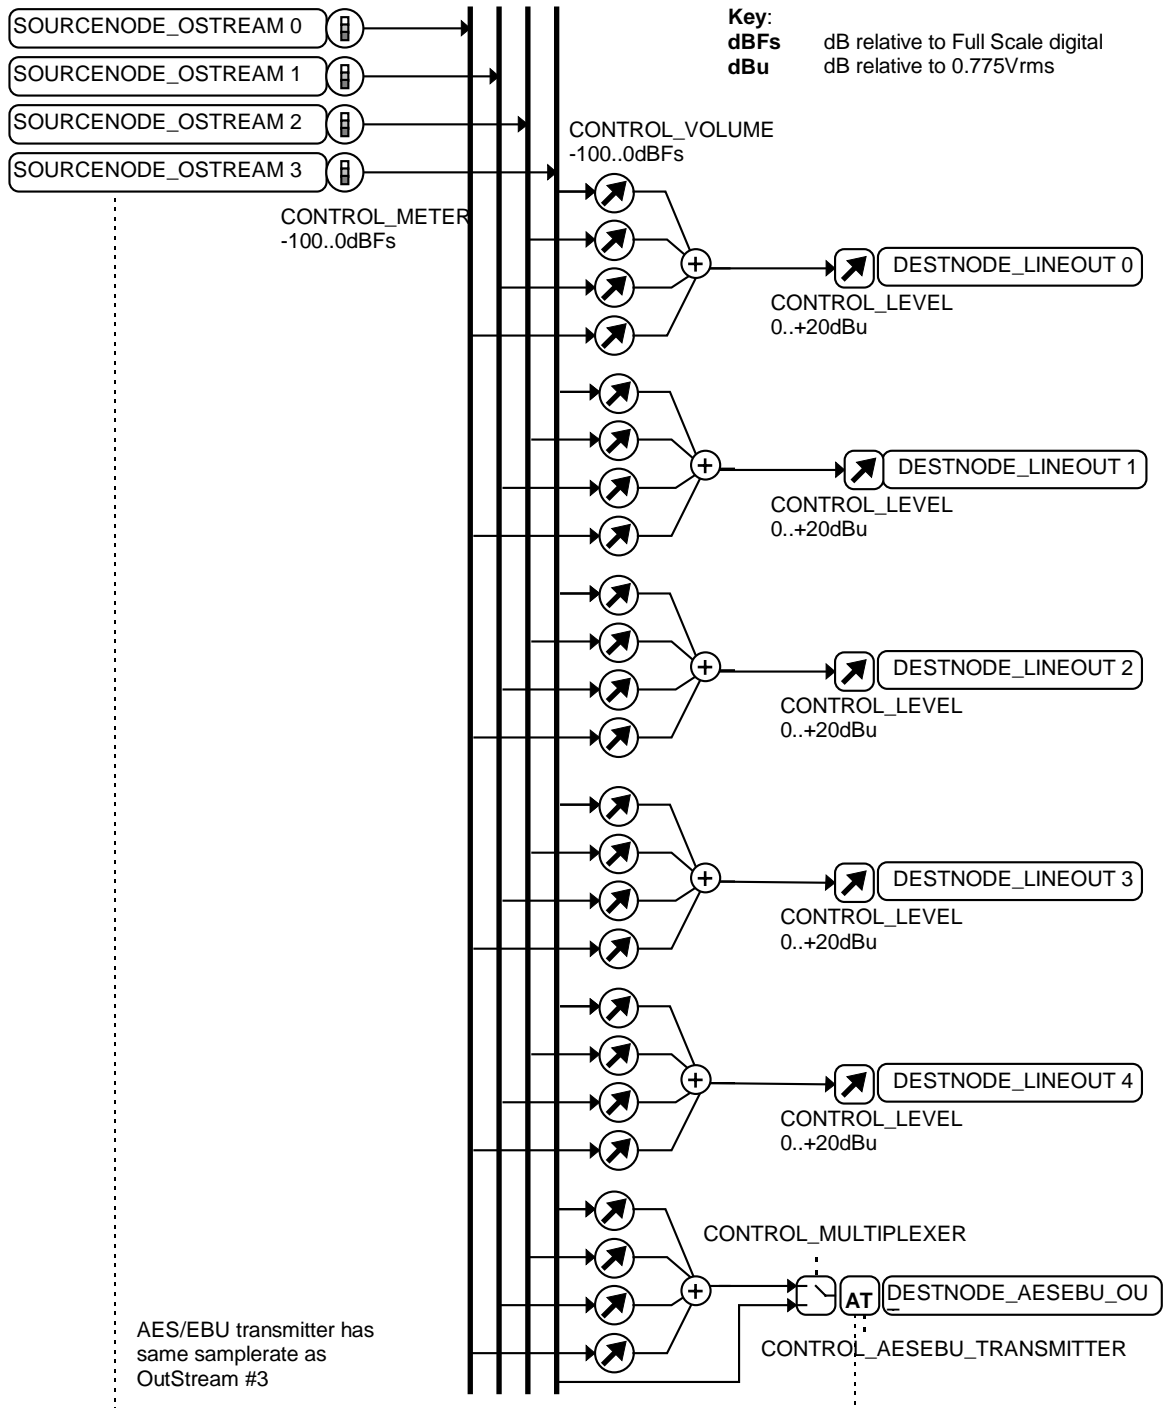 SOURCENODE_OSTREAM 0
SOURCENODE_OSTREAM 1
SOURCENODE_OSTREAM 2
SOURCENODE_OSTREAM 3
Key:
dBFs dB relative to Full Scale digital
dBu dB relative to 0.775Vrms
CONTROL_METER
-100..0dBFs
CONTROL_VOLUME
-100..0dBFs
+
DESTNODE_LINEOUT 0
CONTROL_LEVEL
0..+20dBu
+
DESTNODE_LINEOUT 1
CONTROL_LEVEL
0..+20dBu
+
DESTNODE_LINEOUT 2
CONTROL_LEVEL
0..+20dBu
+
DESTNODE_LINEOUT 3
CONTROL_LEVEL
0..+20dBu
+
DESTNODE_LINEOUT 4
CONTROL_LEVEL
0..+20dBu
CONTROL_MULTIPLEXER
+
AT
DESTNODE_AESEBU_OU
CONTROL_AESEBU_TRANSMITTER
AES/EBU transmitter has
same samplerate as
OutStream #3